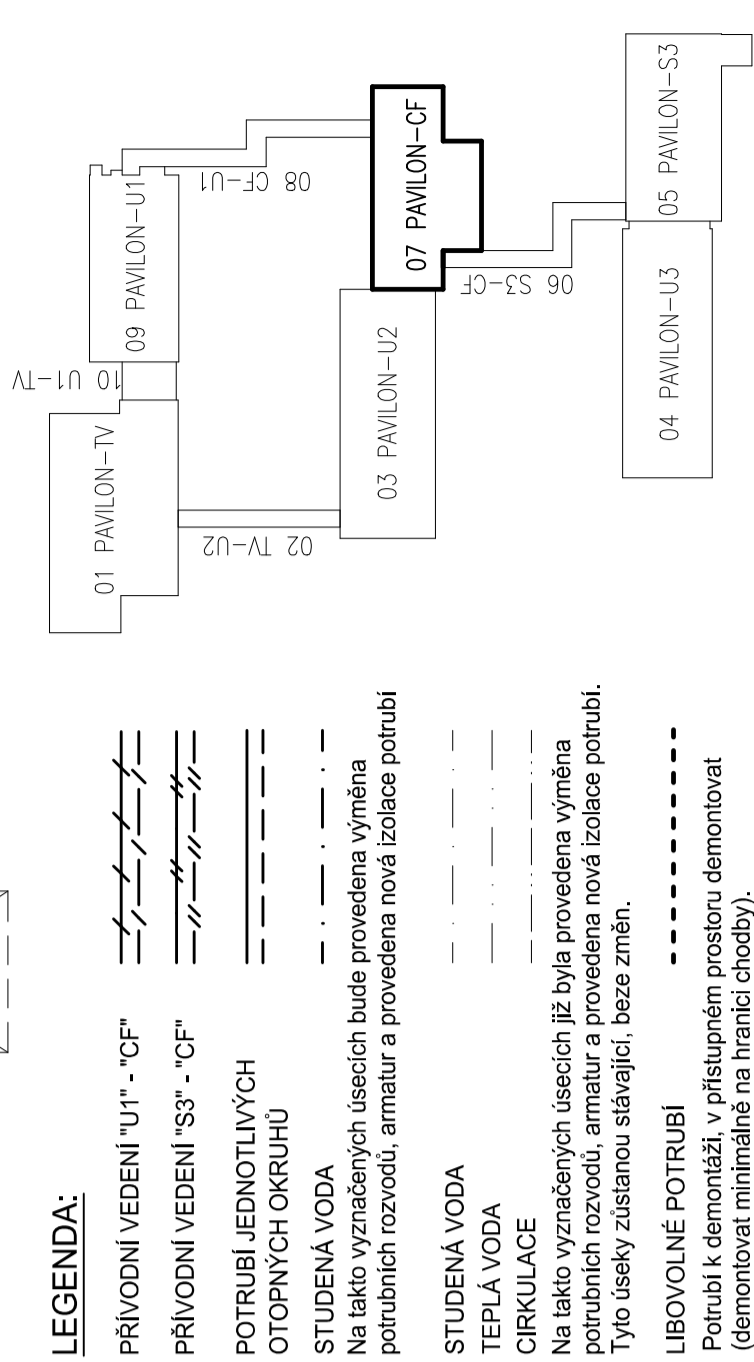 LEGENDA:
PŘÍVODNÍ VEDENÍ "U1" - "CF"
PŘÍVODNÍ VEDENÍ "S3" - "CF"
POTRUBÍ JEDNOTLIVÝCH
OTOPNÝCH OKRUHŮ
STUDENÁ VODA
Na takto vyznačených úsecích bude provedena výměna
potrubních rozvodů, armatur a provedena nová izolace potrubí
STUDENÁ VODA
TEPLÁ VODA
CIRKULACE
Na takto vyznačených úsecích již byla provedena výměna
potrubních rozvodů, armatur a provedena nová izolace potrubí.
Tyto úseky zůstanou stávající, beze změn.
LIBOVOLNÉ POTRUBÍ
Potrubí k demontáži, v přístupném prostoru demontovat
(demontovat minimálně na hranici chodby).
01 PAVILON-TV
10 U1-TV
09 PAVILON-U1
08 CF-U1
02 TV-U2
03 PAVILON-U2
07 PAVILON-CF
06 S3-CF
04 PAVILON-U3
05 PAVILON-S3